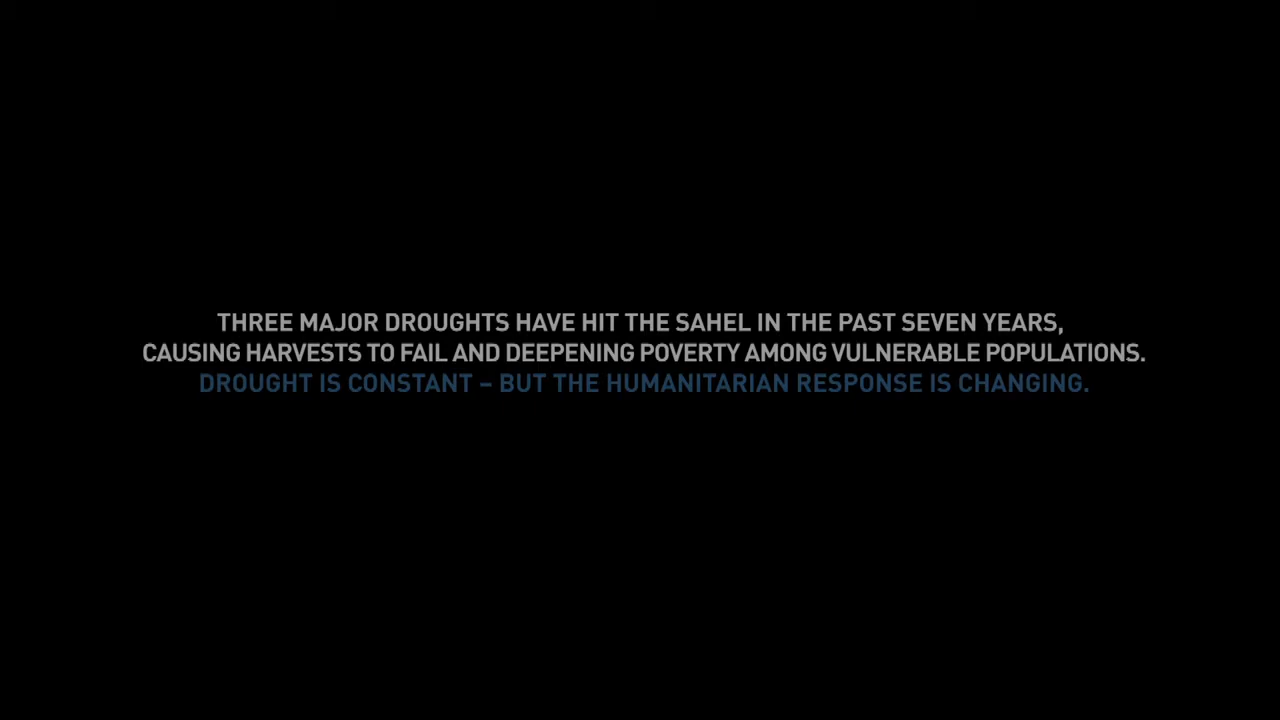 THREE MAJOR DROUGHTS HAVE HIT THE SAHEL IN THE PAST SEVEN YEARS,
CAUSING HARVESTS TO FAIL AND DEEPENING POVERTY AMONG VULNERABLE POPULATIONS.
DROUGHT IS CONSTANT – BUT THE HUMANITARIAN RESPONSE IS CHANGING.